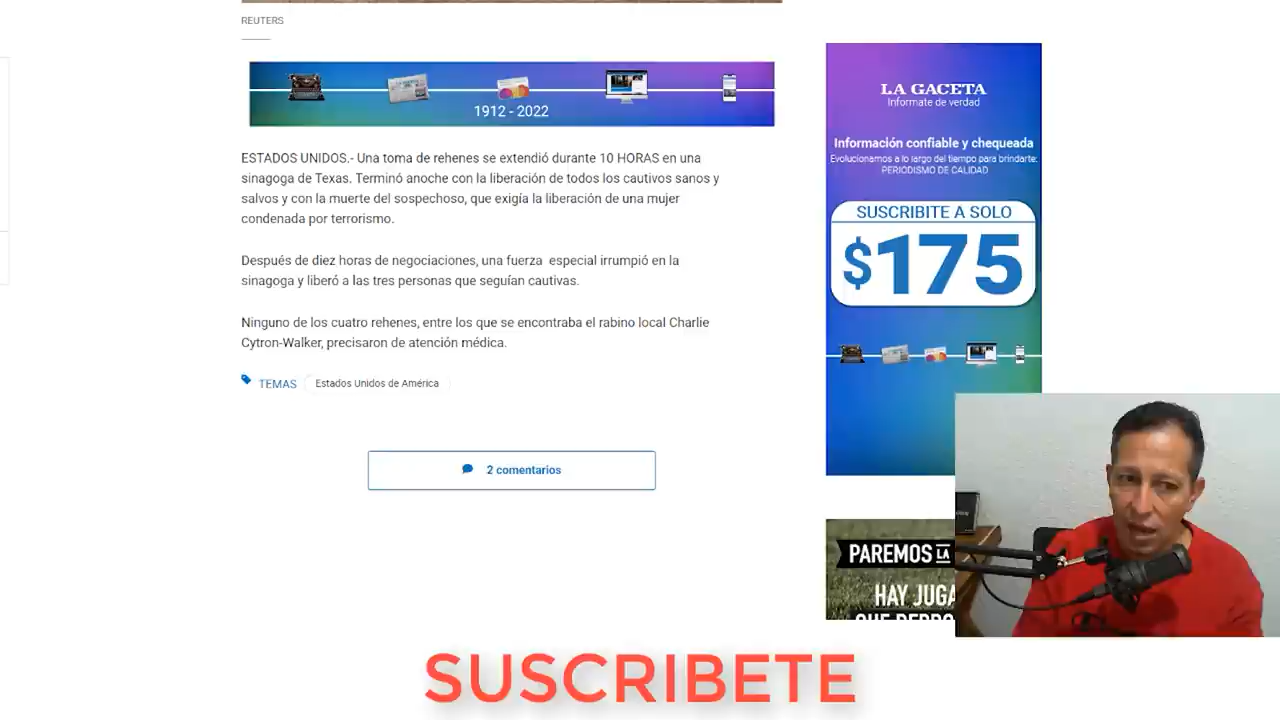 REUTERS
1912 - 2022
ESTADOS UNIDOS.- Una toma de rehenes se extendió durante 10 HORAS en una
sinagoga de Texas. Terminó anoche con la liberación de todos los cautivos sanos y
salvos y con la muerte del sospechoso, que exigía la liberación de una mujer
condenada por terrorismo.
Después de diez horas de negociaciones, una fuerza especial irrumpió en la
sinagoga y liberó a las tres personas que seguían cautivas.
Ninguno de los cuatro rehenes, entre los que se encontraba el rabino local Charlie
Cytron-Walker, precisaron de atención médica.
TEMAS Estados Unidos de América
2 comentarios
LA GACETA
Informate de verdad
Información confiable y chequeada
Evolucionamos a lo largo del tiempo para brindarte:
PERIODISMO DE CALIDAD
SUSCRIBITE A SOLO
$175
PAREMOS LA
HAY JUGA
QUE PERRO
SUSCRIBETE